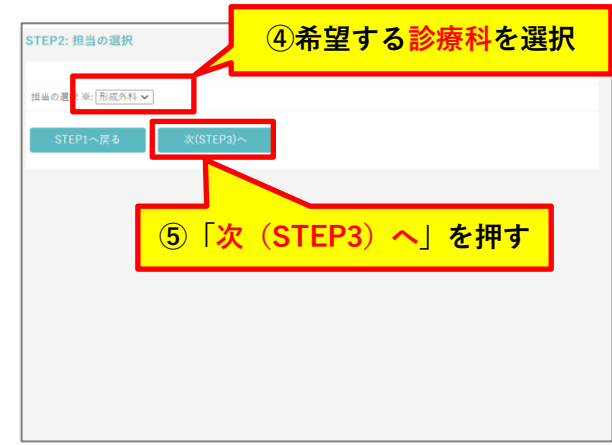 STEP2: 担当の選択
④希望する診療科を選択
担当の選択 ※: 形成外科
STEP1へ戻る
次(STEP3)へ
⑤「次（STEP3）へ」を押す